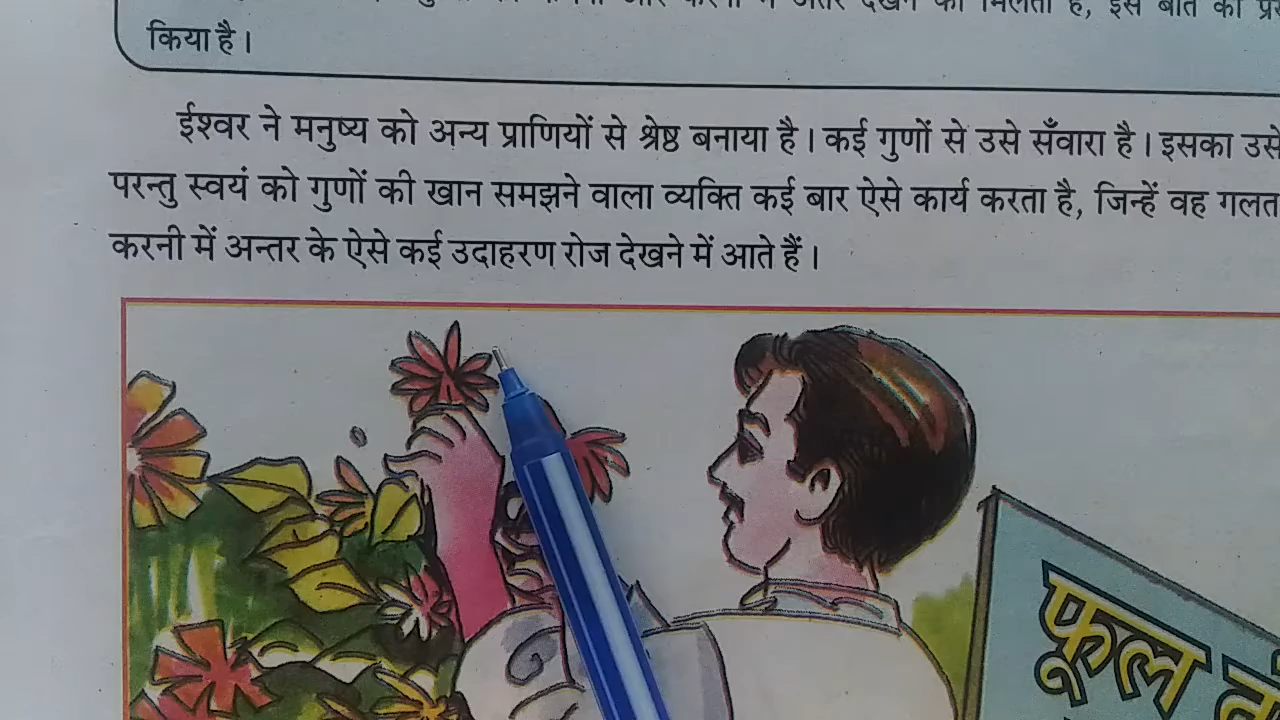 किया है।
ईश्वर ने मनुष्य को अन्य प्राणियों से श्रेष्ठ बनाया है। कई गुणों से उसे सँवारा है। इसका उसे
परन्तु स्वयं को गुणों की खान समझने वाला व्यक्ति कई बार ऐसे कार्य करता है, जिन्हें वह गलत
करनी में अन्तर के ऐसे कई उदाहरण रोज देखने में आते हैं।
फूल